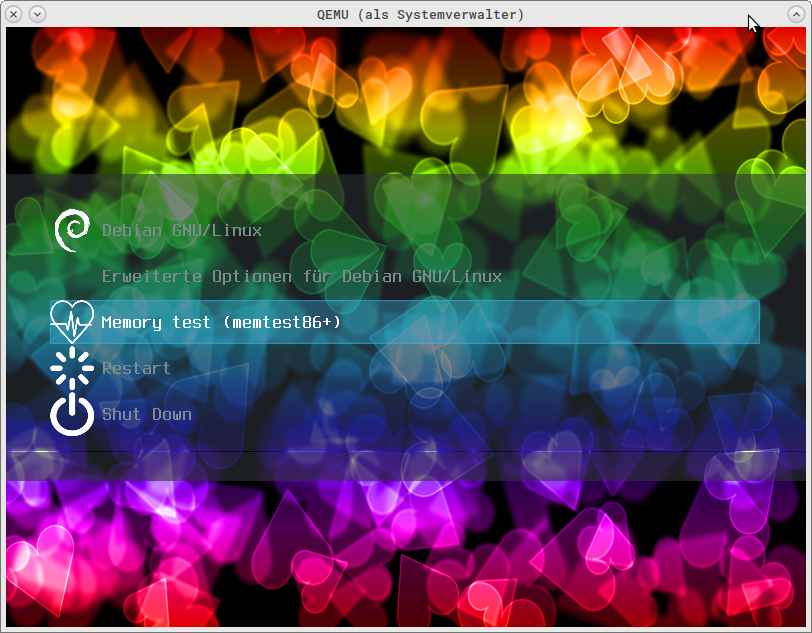 QEMU (als Systemverwalter)
Debian GNU/Linux
Erweiterte Optionen für Debian GNU/Linux
Memory test (memtest86+)
Restart
Shut Down